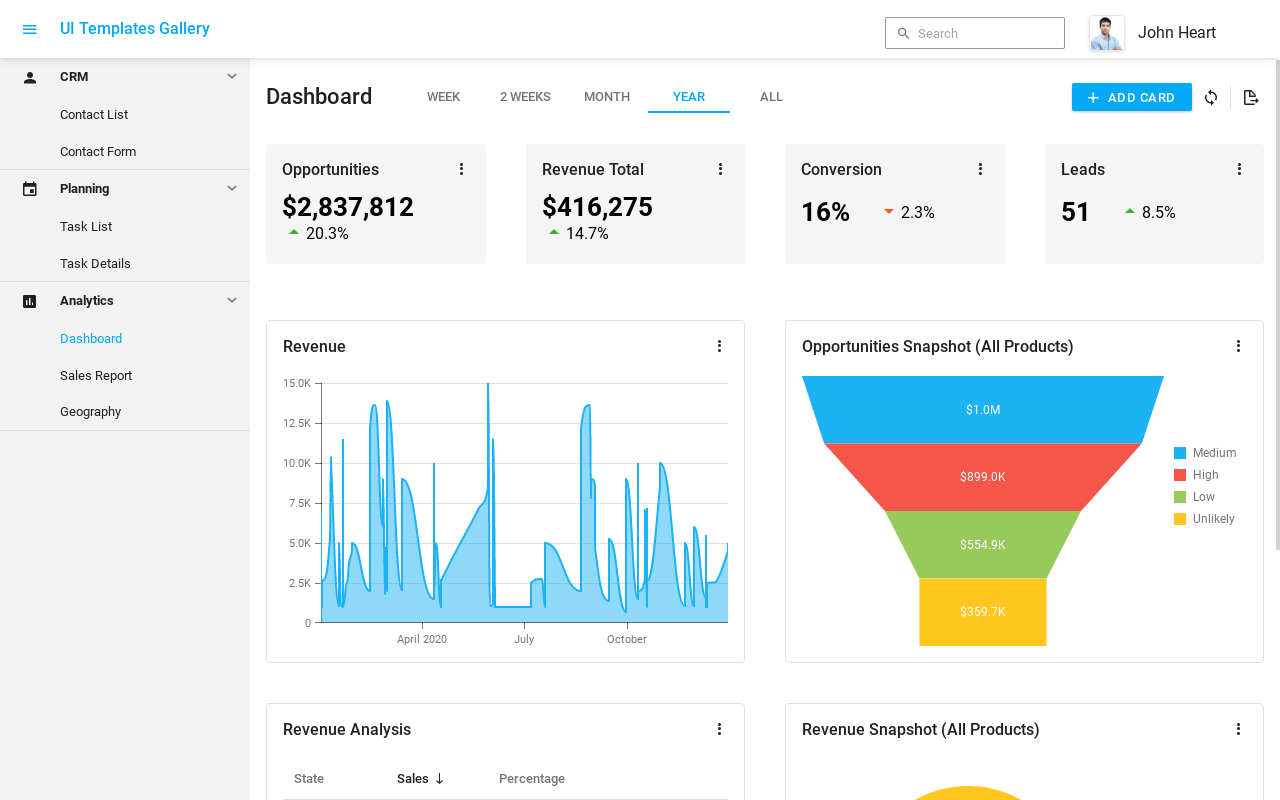 UI Templates Gallery
Search
John Heart
CRM
Contact List
Contact Form
Planning
Task List
Task Details
Analytics
Dashboard
Sales Report
Geography
Dashboard
WEEK
2 WEEKS
MONTH
YEAR
ALL
ADD CARD
Opportunities
$2,837,812
20.3%
Revenue Total
$416,275
14.7%
Conversion
16%
2.3%
Leads
51
8.5%
Revenue
15.0K
12.5K
10.0K
7.5K
5.0K
2.5K
0
April 2020
July
October
Opportunities Snapshot (All Products)
$1.0M
$899.0K
$554.9K
$359.7K
Medium
High
Low
Unlikely
Revenue Analysis
State
Sales
Percentage
Revenue Snapshot (All Products)